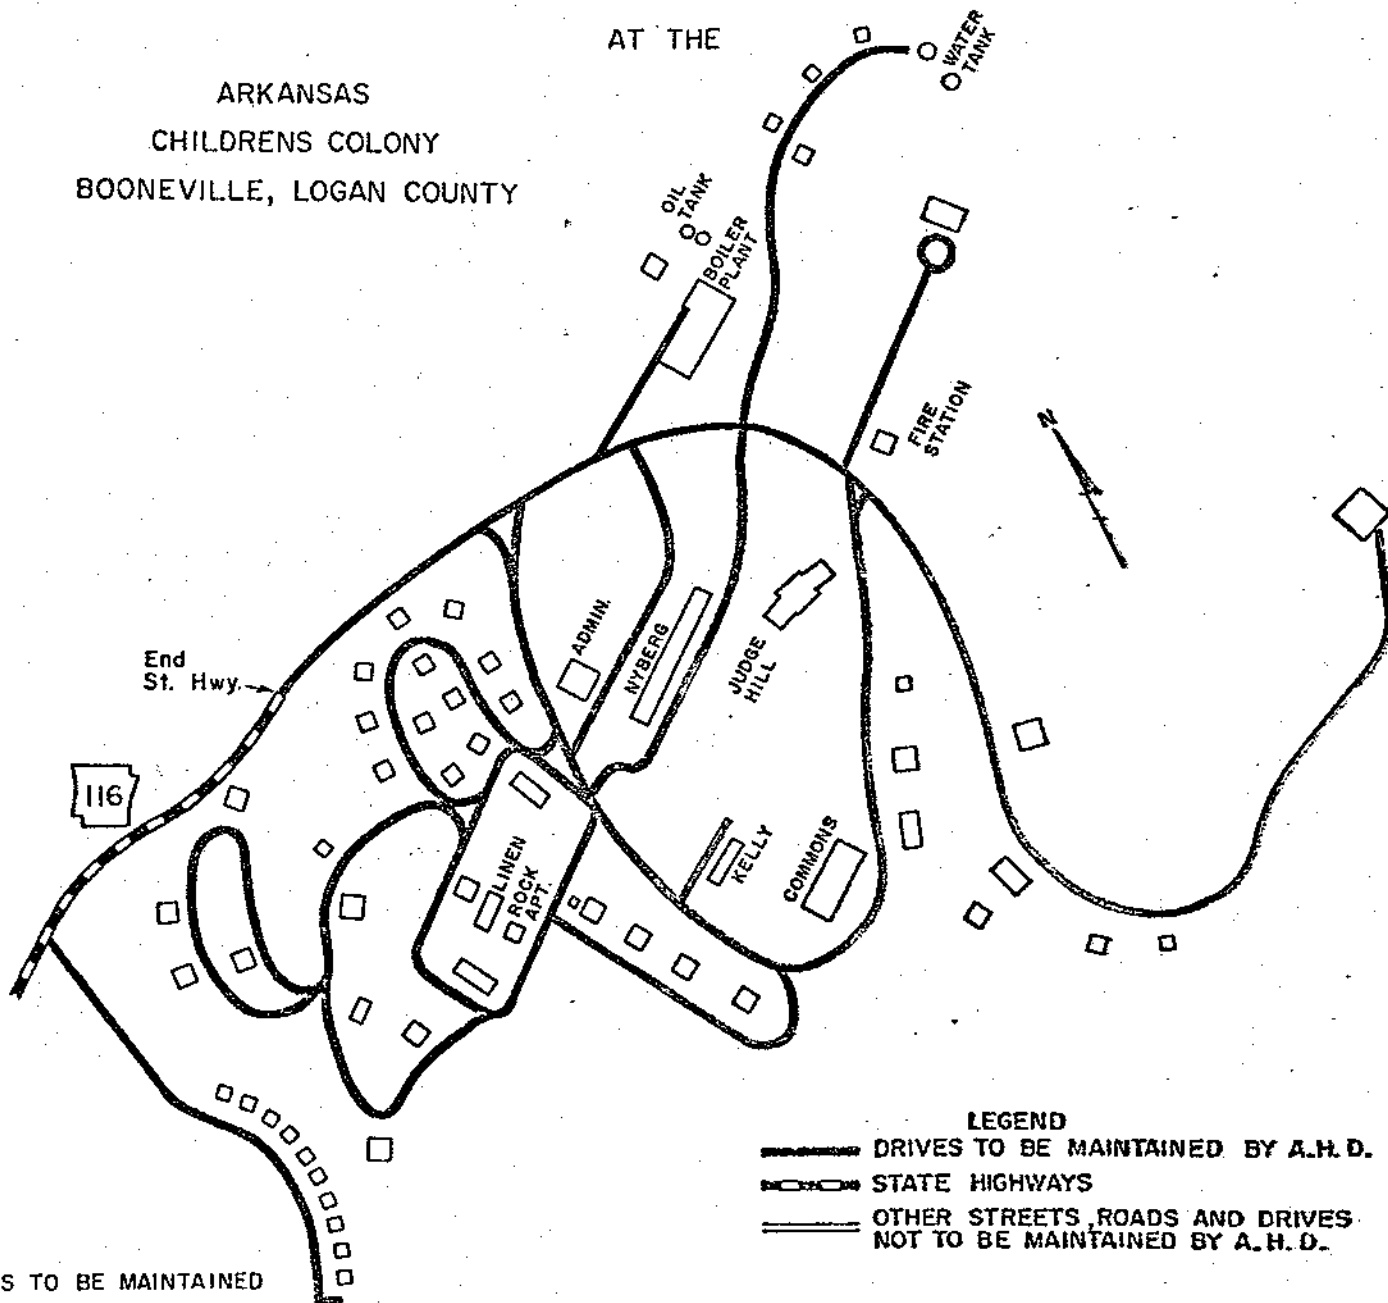 AT THE
ARKANSAS
CHILDRENS COLONY
BOONEVILLE, LOGAN COUNTY
WATER
TANK
OIL
TANK
BOILER
PLANT
FIRE
STATION
N
ADMIN.
NYBERG
JUDGE
HILL
End
St. Hwy.
116
LINEN
ROCK
APT.
KELLY
COMMONS
LEGEND
DRIVES TO BE MAINTAINED BY A.H.D.
STATE HIGHWAYS
OTHER STREETS, ROADS AND DRIVES
NOT TO BE MAINTAINED BY A.H.D.
S TO BE MAINTAINED